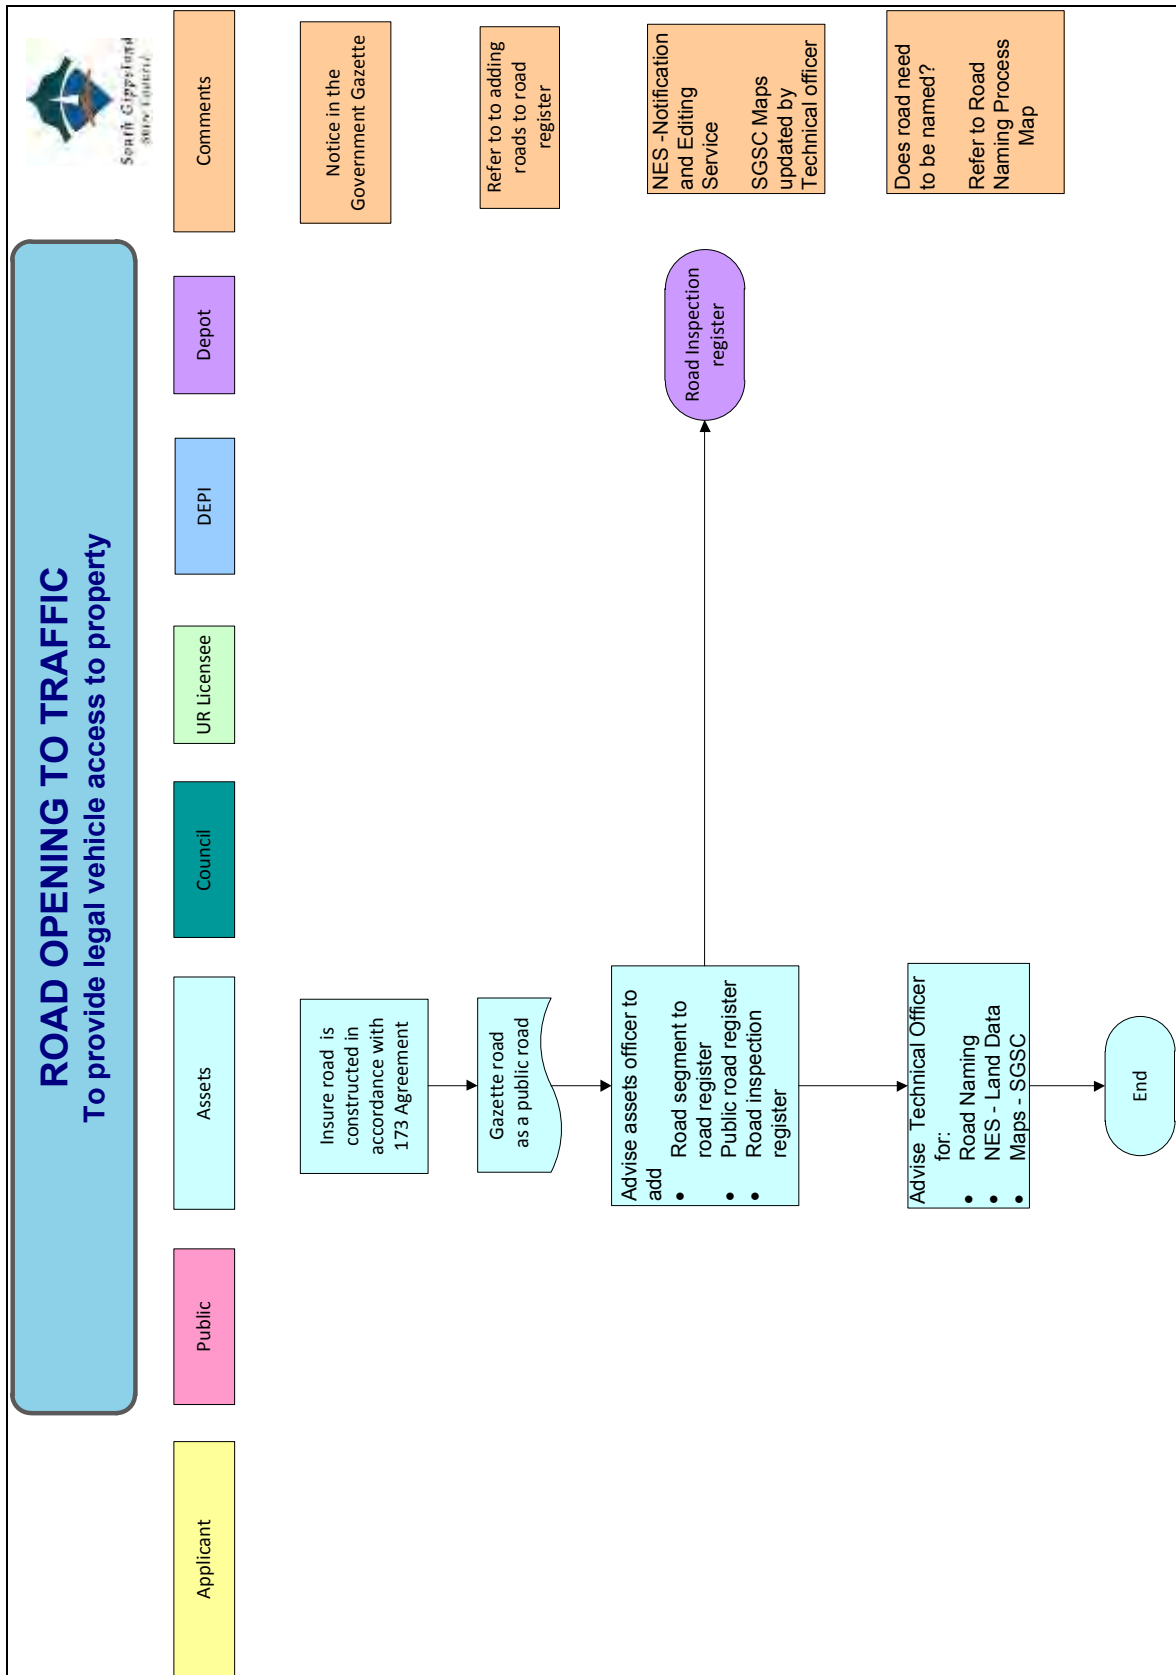 ROAD OPENING TO TRAFFIC
To provide legal vehicle access to property
South Gippsland
Shire Council
Applicant
Public
Assets
Council
UR Licensee
DEPI
Depot
Comments
Insure road is
constructed in
accordance with
173 Agreement
Notice in the
Government Gazette
Gazette road
as a public road
Refer to to adding
roads to road
register
Advise assets officer to
add
• Road segment to
road register
• Public road register
• Road inspection
register
Road Inspection
register
NES -Notification
and Editing
Service
SGSC Maps
updated by
Technical officer
Advise Technical Officer
for:
• Road Naming
• NES - Land Data
• Maps - SGSC
Does road need
to be named?
Refer to Road
Naming Process
Map
End